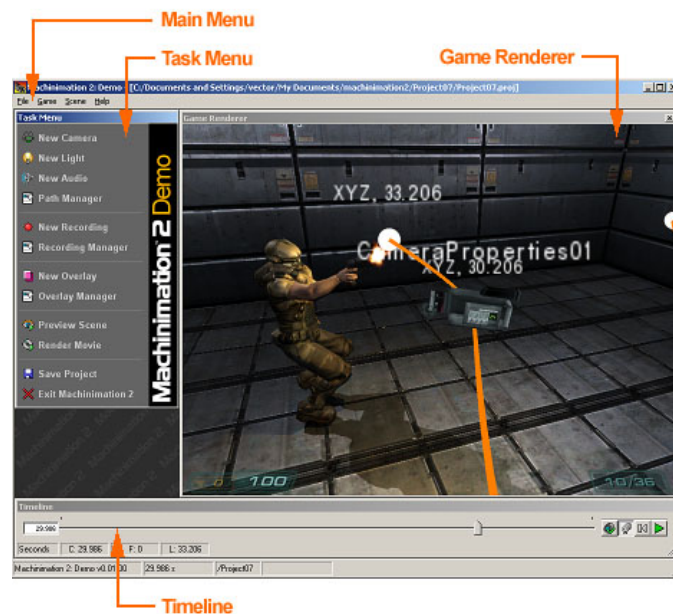 Main Menu
Task Menu
Game Renderer
Machinimation 2: Demo - [C:/Documents and Settings/vector/My Documents/machinimation2/Project07/Project07.proj]
File Game Scene Help
Task Menu
Game Renderer
New Camera
New Light
New Audio
Path Manager
New Recording
Recording Manager
New Overlay
Overlay Manager
Preview Scene
Render Movie
Save Project
Exit Machinimation 2
Machinimation 2 Demo
XYZ, 33.206
CameraProperties01
XYZ, 30.206
0 100
10/36
Timeline
29.986
Seconds C: 29.986 F: 0 L: 33.206
Machinimation 2: Demo v0.01.00 29.986 s /Project07
Timeline